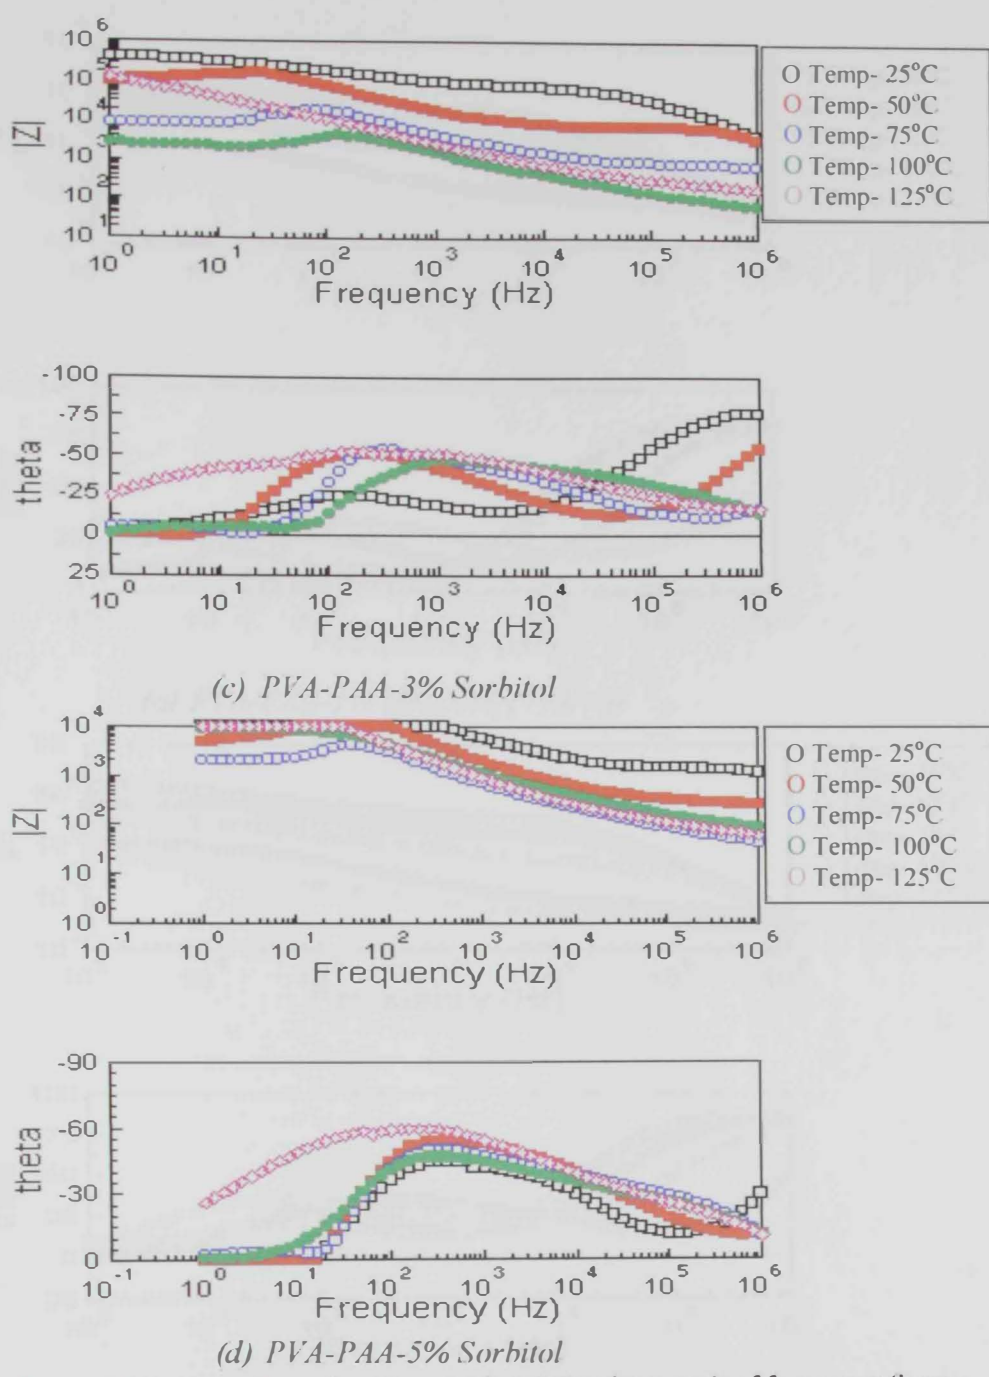 10^6
10^5
10^4
10^3
10^2
10^1
|Z|
10^0 10^1 10^2 10^3 10^4 10^5 10^6
Frequency (Hz)
O Temp- 25°C
O Temp- 50°C
O Temp- 75°C
O Temp- 100°C
O Temp- 125°C
-100
-75
-50
-25
0
25
theta
10^0 10^1 10^2 10^3 10^4 10^5 10^6
Frequency (Hz)
(c) PVA-PAA-3% Sorbitol
10^4
10^3
10^2
10^1
10^0
|Z|
10^-1 10^0 10^1 10^2 10^3 10^4 10^5 10^6
Frequency (Hz)
O Temp- 25°C
O Temp- 50°C
O Temp- 75°C
O Temp- 100°C
O Temp- 125°C
-90
-60
-30
0
theta
10^-1 10^0 10^1 10^2 10^3 10^4 10^5 10^6
Frequency (Hz)
(d) PVA-PAA-5% Sorbitol